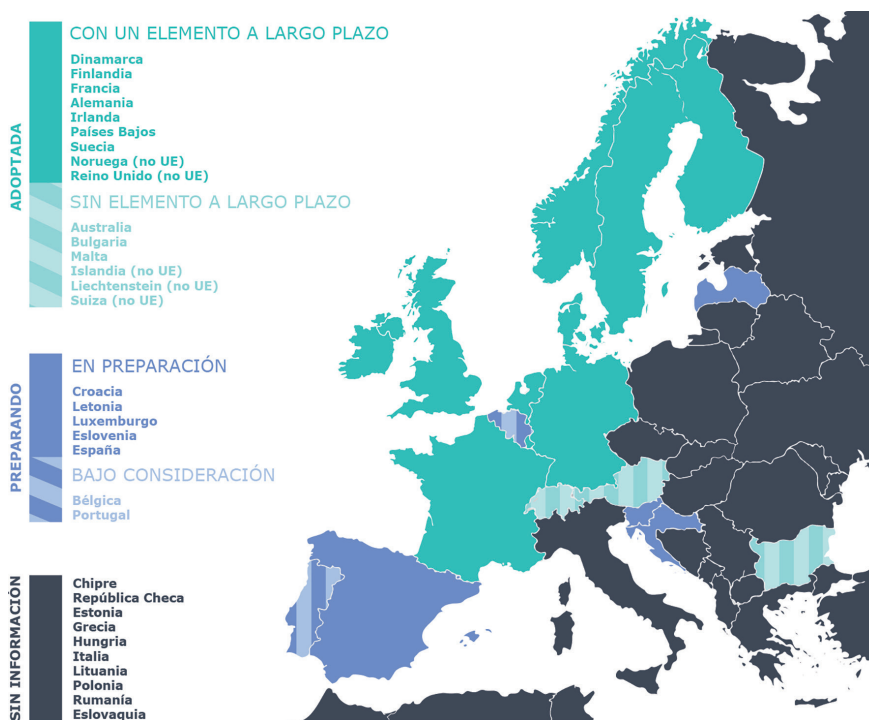 ADOPTADA
CON UN ELEMENTO A LARGO PLAZO
Dinamarca
Finlandia
Francia
Alemania
Irlanda
Países Bajos
Suecia
Noruega (no UE)
Reino Unido (no UE)
SIN ELEMENTO A LARGO PLAZO
Australia
Bulgaria
Malta
Islandia (no UE)
Liechtenstein (no UE)
Suiza (no UE)
PREPARANDO
EN PREPARACIÓN
Croacia
Letonia
Luxemburgo
Eslovenia
España
BAJO CONSIDERACIÓN
Bélgica
Portugal
SIN INFORMACIÓN
Chipre
República Checa
Estonia
Grecia
Hungria
Italia
Lituania
Polonia
Rumanía
Eslovaquia